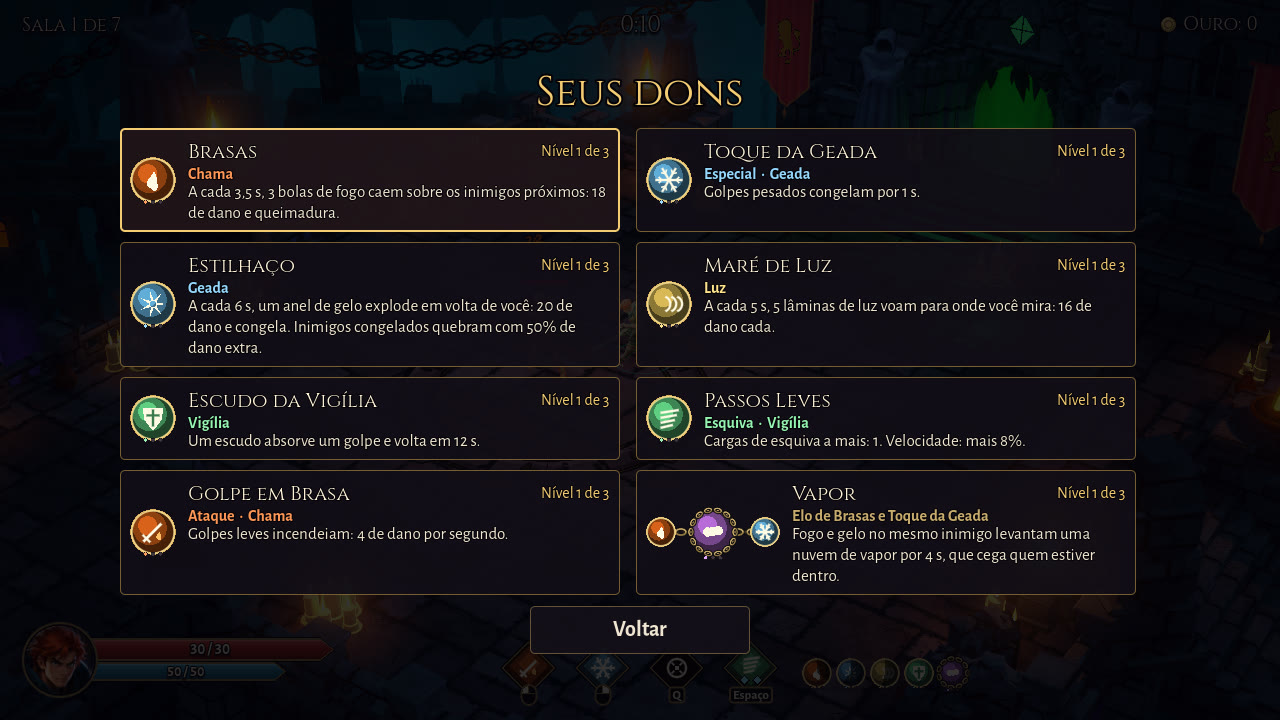 Sala 1 de 7
0:10
Ouro: 0
Seus dons
Brasas
Nível 1 de 3
Chama
A cada 3,5 s, 3 bolas de fogo caem sobre os inimigos próximos: 18
de dano e queimadura.
Toque da Geada
Nível 1 de 3
Especial · Geada
Golpes pesados congelam por 1 s.
Estilhaço
Nível 1 de 3
Geada
A cada 6 s, um anel de gelo explode em volta de você: 20 de
dano e congela. Inimigos congelados quebram com 50% de
dano extra.
Maré de Luz
Nível 1 de 3
Luz
A cada 5 s, 5 lâminas de luz voam para onde você mira: 16 de
dano cada.
Escudo da Vigília
Nível 1 de 3
Vigília
Um escudo absorve um golpe e volta em 12 s.
Passos Leves
Nível 1 de 3
Esquiva · Vigília
Cargas de esquiva a mais: 1. Velocidade: mais 8%.
Golpe em Brasa
Nível 1 de 3
Ataque · Chama
Golpes leves incendeiam: 4 de dano por segundo.
Vapor
Nível 1 de 3
Elo de Brasas e Toque da Geada
Fogo e gelo no mesmo inimigo levantam uma
nuvem de vapor por 4 s, que cega quem estiver
dentro.
Voltar
30/30
50/50
Q
Espaço